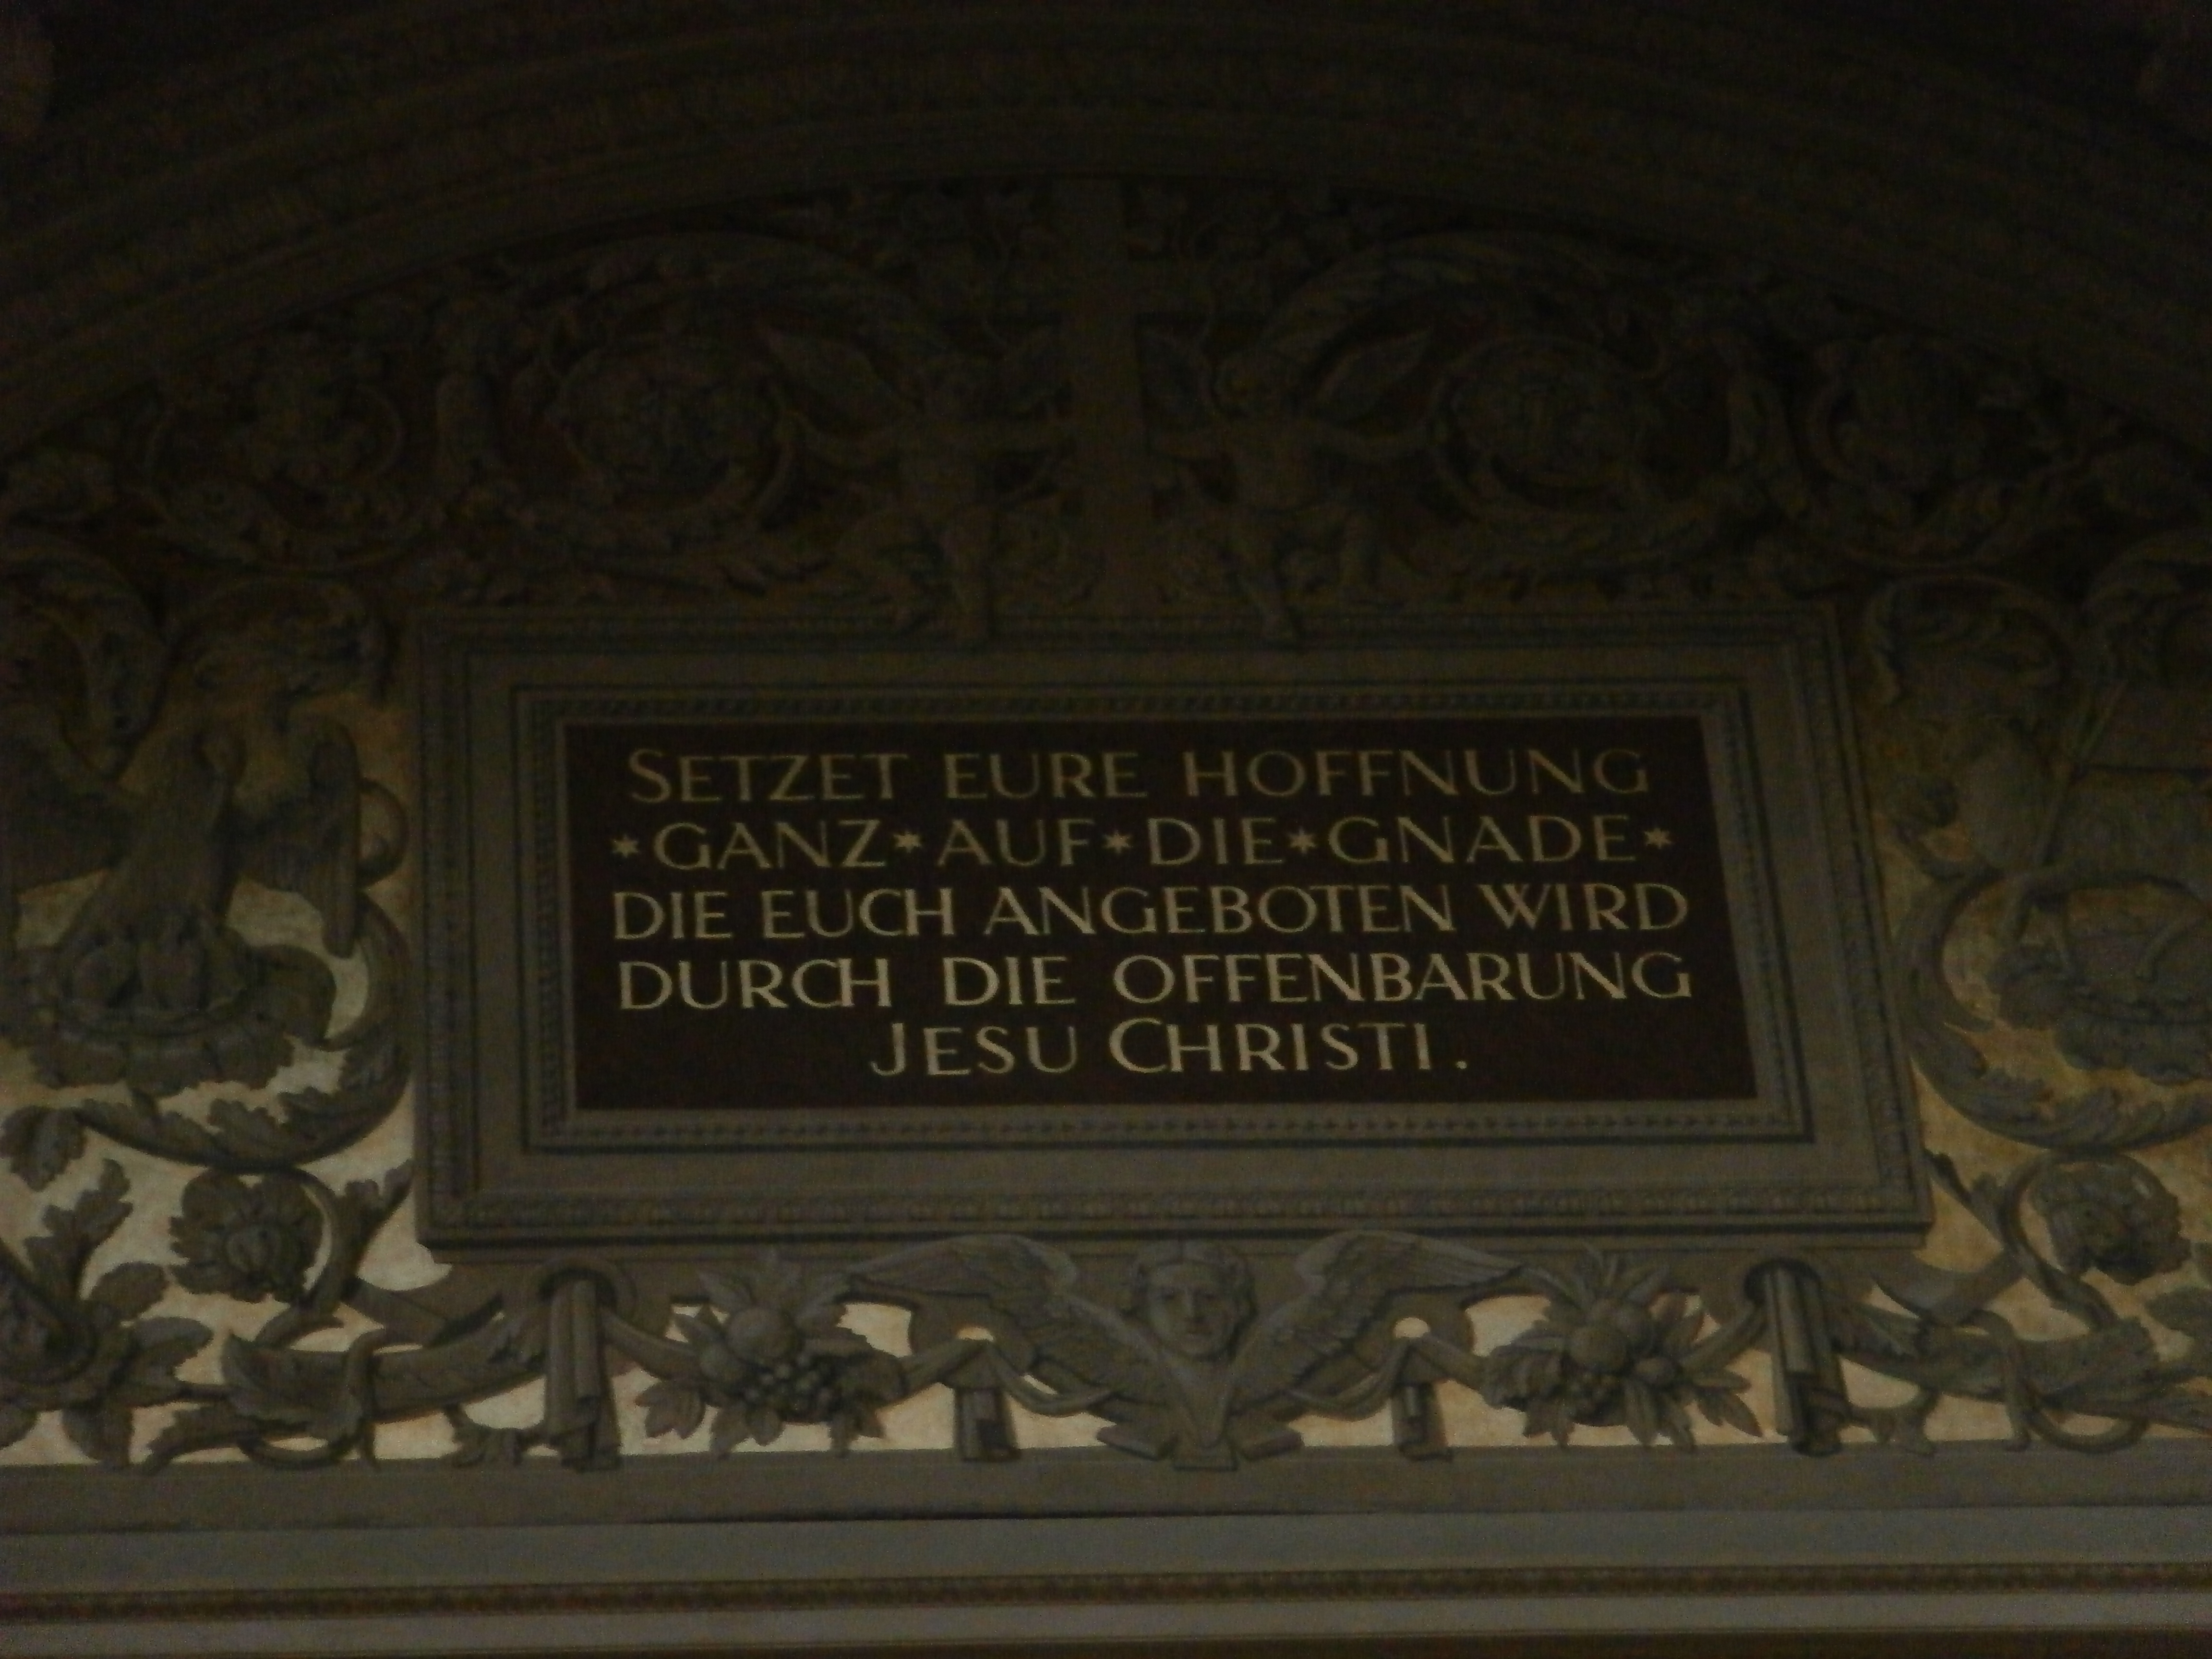 SETZET EURE HOFFNUNG
*GANZ*AUF*DIE*GNADE*
DIE EUCH ANGEBOTEN WIRD
DURCH DIE OFFENBARUNG
JESU CHRISTI.